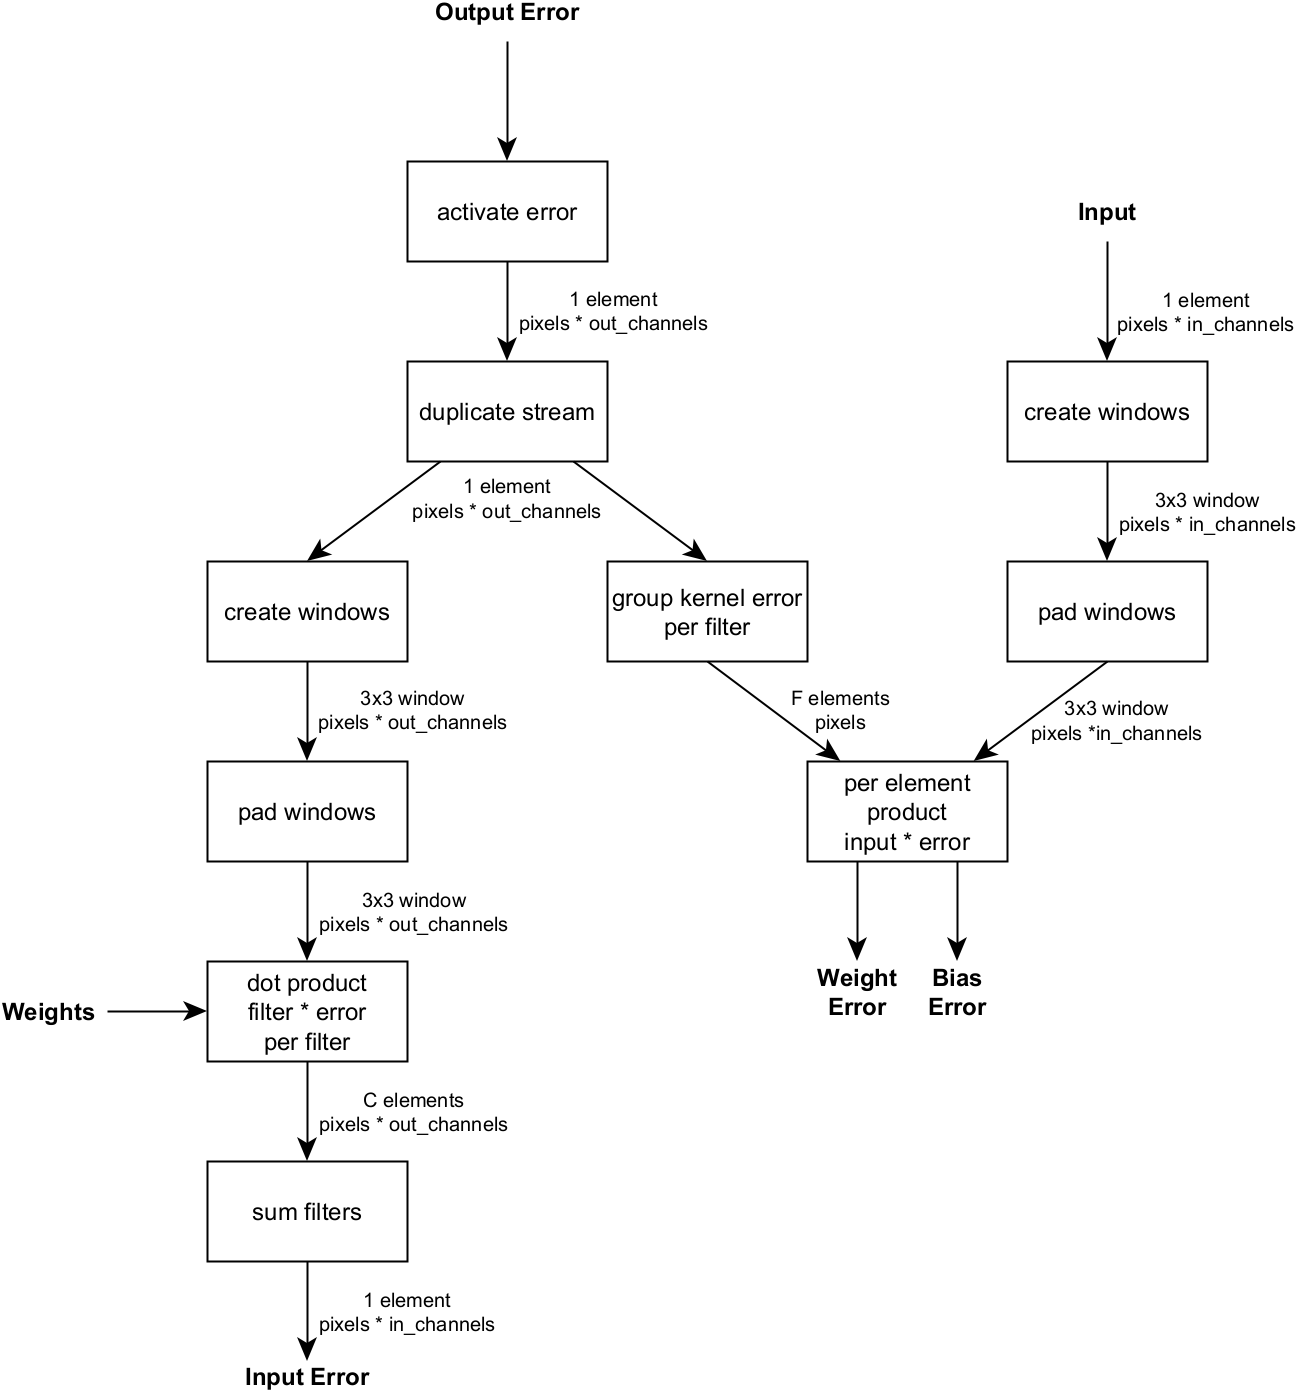 Output Error
activate error
Input
1 element
pixels * out_channels
1 element
pixels * in_channels
duplicate stream
create windows
1 element
pixels * out_channels
3x3 window
pixels * in_channels
create windows
group kernel error
per filter
pad windows
3x3 window
pixels * out_channels
F elements
pixels
3x3 window
pixels *in_channels
pad windows
per element
product
input * error
3x3 window
pixels * out_channels
Weight
Error
Bias
Error
Weights
dot product
filter * error
per filter
C elements
pixels * out_channels
sum filters
1 element
pixels * in_channels
Input Error